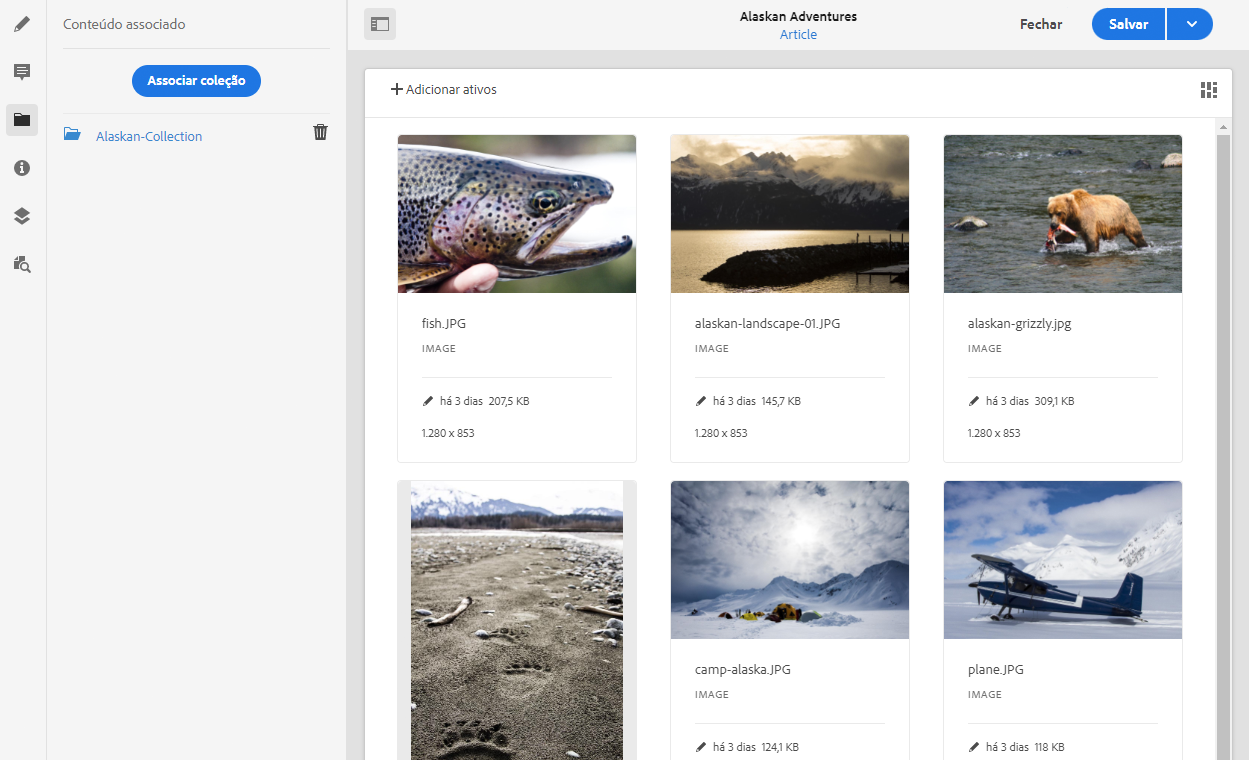 Conteúdo associado
Associar coleção
Alaskan-Collection
Alaskan Adventures
Article
Fechar
Salvar
Adicionar ativos
fish.JPG
IMAGE
há 3 dias 207,5 KB
1.280 x 853
alaskan-landscape-01.JPG
IMAGE
há 3 dias 145,7 KB
1.280 x 853
alaskan-grizzly.jpg
IMAGE
há 3 dias 309,1 KB
1.280 x 853
camp-alaska.JPG
IMAGE
há 3 dias 124,1 KB
plane.JPG
IMAGE
há 3 dias 118 KB